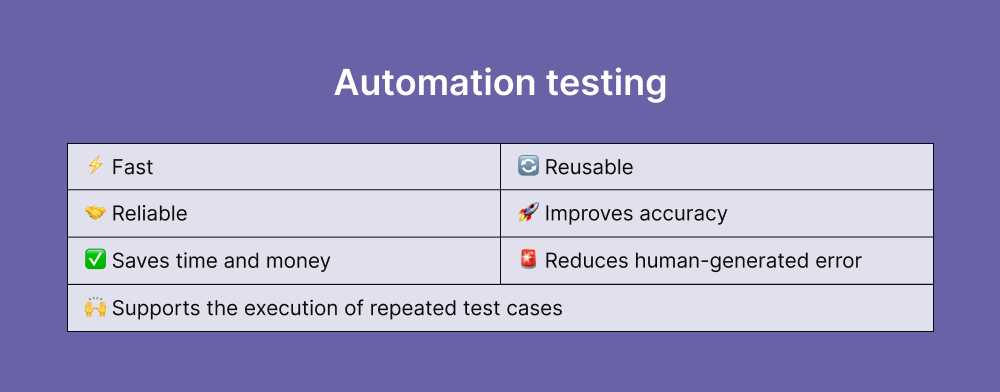 Automation testing
⚡ Fast
🔄 Reusable
🤝 Reliable
🚀 Improves accuracy
✅ Saves time and money
🚨 Reduces human-generated error
🙌 Supports the execution of repeated test cases